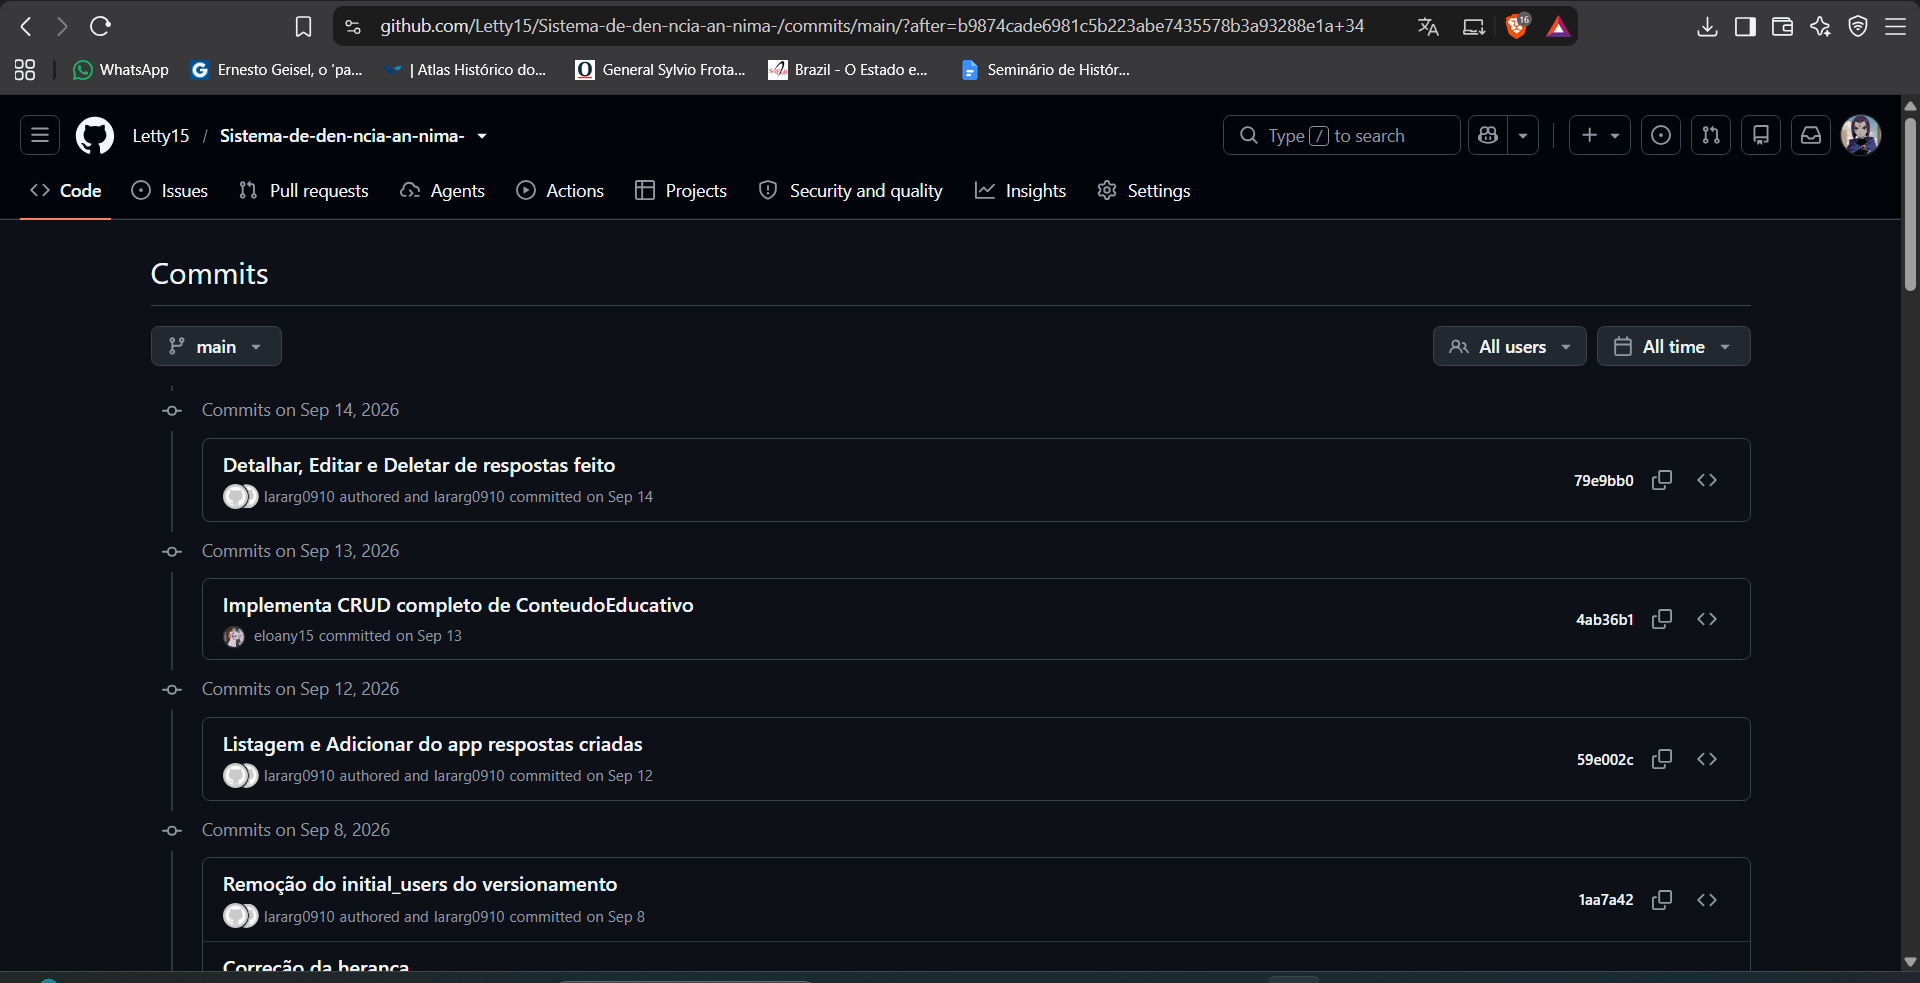 github.com/Letty15/Sistema-de-den-ncia-an-nima-/commits/main/?after=b9874cade6981c5b223abe7435578b3a93288e1a+34
16
WhatsApp
Ernesto Geisel, o 'pa...
| Atlas Histórico do...
General Sylvio Frota...
Brazil - O Estado e...
Seminário de Histór...
Letty15 / Sistema-de-den-ncia-an-nima-
Type / to search
Code
Issues
Pull requests
Agents
Actions
Projects
Security and quality
Insights
Settings
Commits
main
All users
All time
Commits on Sep 14, 2026
Detalhar, Editar e Deletar de respostas feito
lararg0910 authored and lararg0910 committed on Sep 14
79e9bb0
Commits on Sep 13, 2026
Implementa CRUD completo de ConteudoEducativo
eloany15 committed on Sep 13
4ab36b1
Commits on Sep 12, 2026
Listagem e Adicionar do app respostas criadas
lararg0910 authored and lararg0910 committed on Sep 12
59e002c
Commits on Sep 8, 2026
Remoção do initial_users do versionamento
lararg0910 authored and lararg0910 committed on Sep 8
1aa7a42
Correção da herança